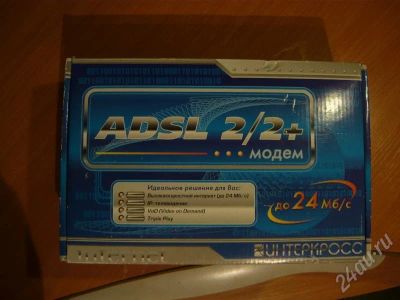 ADSL 2/2+
модем
Идеальное решение для Вас:
Высокоскоростной интернет (до 24 Мб/с)
IP-телевидение
VoD (Video on Demand)
Triple Play
до 24 Мб/с
ИНТЕРКРОСС
Internet
24au.ru